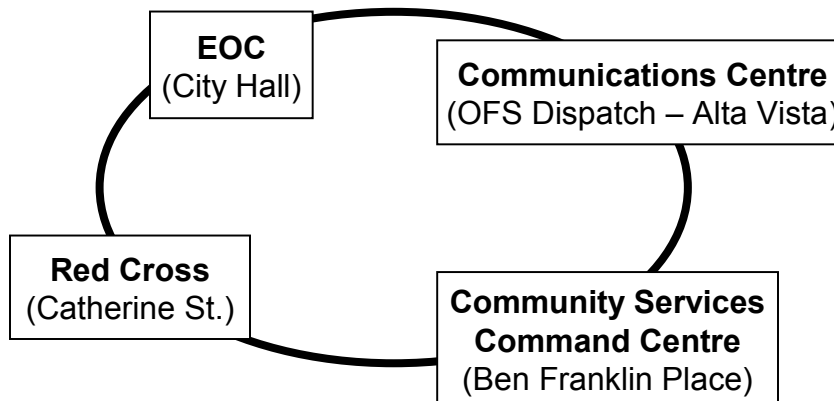 EOC
(City Hall)
Communications Centre
(OFS Dispatch – Alta Vista)
Red Cross
(Catherine St.)
Community Services
Command Centre
(Ben Franklin Place)